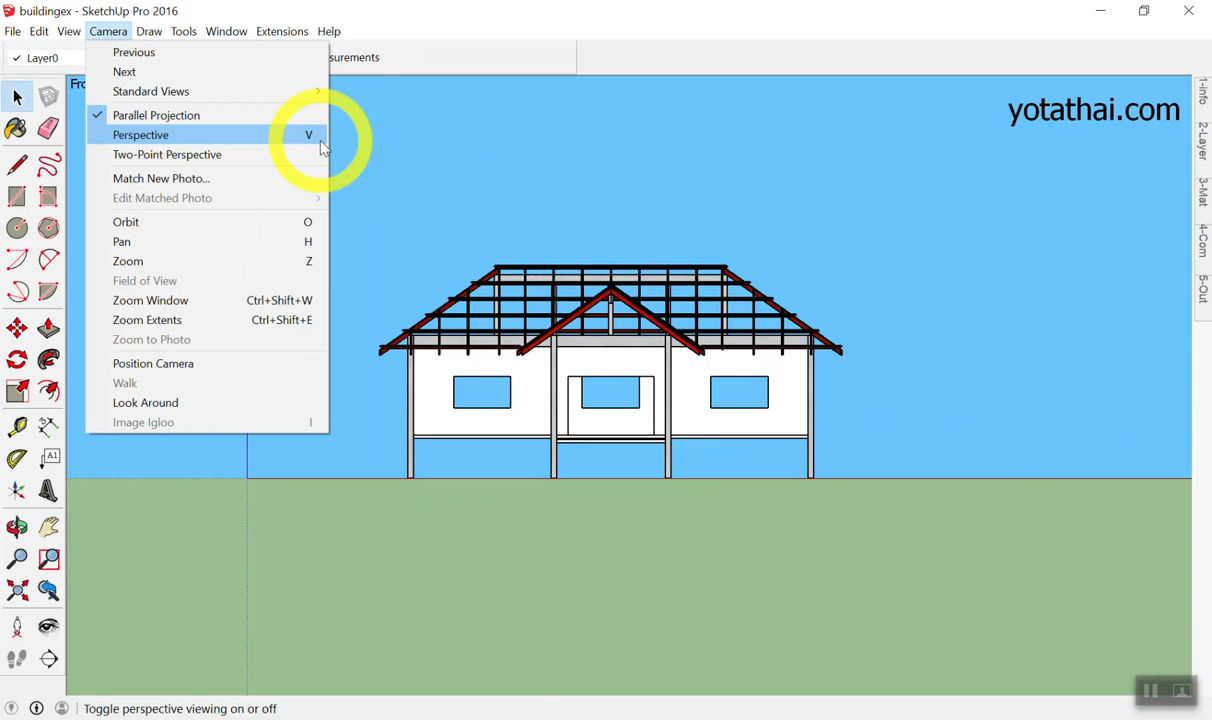 buildingex - SketchUp Pro 2016
File Edit View Camera Draw Tools Window Extensions Help
Layer0
surements
Previous
Next
Standard Views
Parallel Projection
Perspective V
Two-Point Perspective
Match New Photo...
Edit Matched Photo
Orbit O
Pan H
Zoom Z
Field of View
Zoom Window Ctrl+Shift+W
Zoom Extents Ctrl+Shift+E
Zoom to Photo
Position Camera
Walk
Look Around
Image Igloo I
Fro
yotathai.com
1-Info
2-Layer
3-Mat
4-Com
5-Out
A1
Toggle perspective viewing on or off